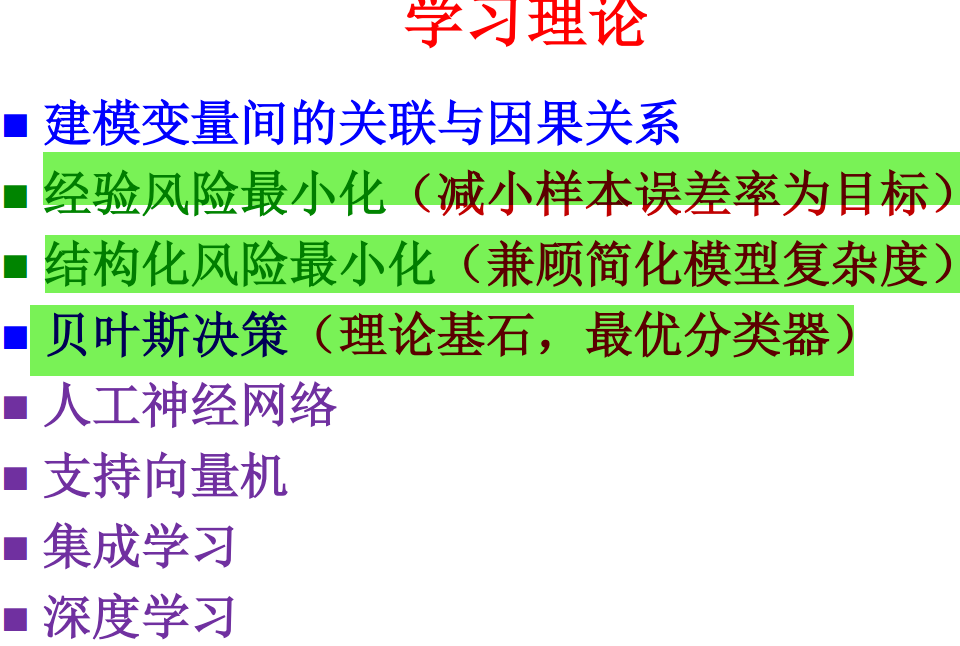 学习理论
建模变量间的关联与因果关系
经验风险最小化（减小样本误差率为目标）
结构化风险最小化（兼顾简化模型复杂度）
贝叶斯决策（理论基石，最优分类器）
人工神经网络
支持向量机
集成学习
深度学习